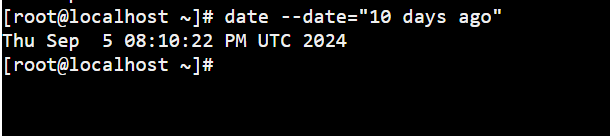 [root@localhost ~]# date --date="10 days ago"
Thu Sep  5 08:10:22 PM UTC 2024
[root@localhost ~]#